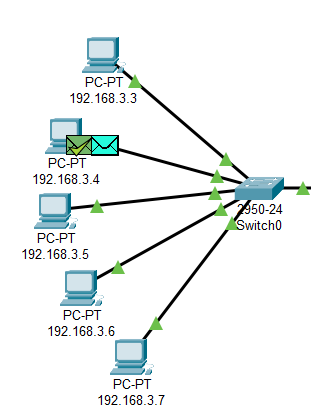 PC-PT
192.168.3.3
PC-PT
192.168.3.4
2950-24
Switch0
PC-PT
192.168.3.5
PC-PT
192.168.3.6
PC-PT
192.168.3.7